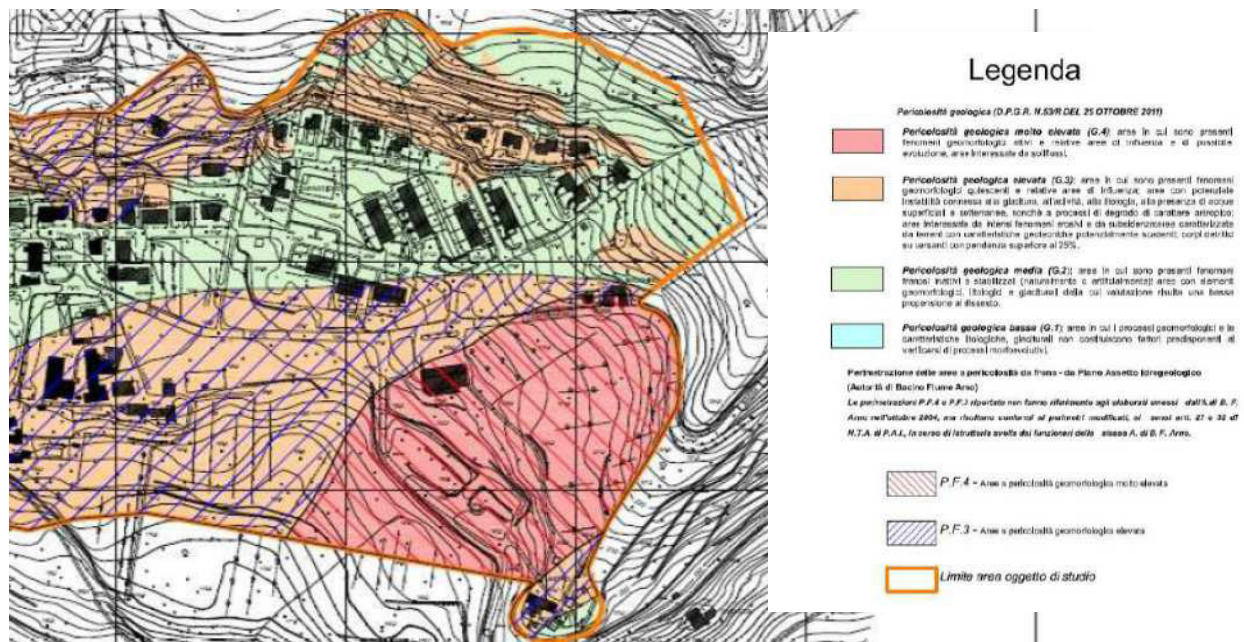 Legenda
Pericolosità geologica (D.P.G.R. N.53/R DEL 25 OTTOBRE 2011)
Pericolosità geologica molto elevata (G.4): aree in cui sono presenti
fenomeni geomorfologici attivi e relative aree di influenza e di possibile
evoluzione, aree interessate da soliflussi.
Pericolosità geologica elevata (G.3): aree in cui sono presenti fenomeni
geomorfologici quiescenti e relative aree di influenza; aree con potenziale
instabilità connessa alla giacitura, all'acclività, alla litologia, alla presenza di acque
superficiali e sotterranee, nonchè a processi di degrado di carattere antropico;
aree interessate da intensi fenomeni erosivi e da subsidenza; aree caratterizzate
da terreni con caratteristiche geotecniche potenzialmente scadenti; corpi detritici
su versanti con pendenza superiore al 25%.
Pericolosità geologica media (G.2): aree in cui sono presenti fenomeni
franosi inattivi e stabilizzati (naturalmente o artificialmente); aree con elementi
geomorfologici, litologici e giaciturali della cui valutazione risulta una bassa
propensione al dissesto.
Pericolosità geologica bassa (G.1): aree in cui i processi geomorfologici e le
caratteristiche litologiche, giaciturali non costituiscono fattori predisponenti al
verificarsi di processi morfoevolutivi.
Perimetrazione delle aree a pericolosità da frana - da Piano Assetto Idrogeologico
(Autorità di Bacino Fiume Arno)
Le perimetrazioni P.F.4 e P.F.3 riportate non fanno riferimento agli elaborati emessi dall'A. di B. F.
Arno nell'ottobre 2004, ma risultano conformi ai perimetri modificati, ai sensi artt. 27 e 32 di
N.T.A. di P.A.I., in corso di istruttoria svolta dai funzionari della stessa A. di B. F. Arno.
P.F.4 - Aree a pericolosità geomorfologica molto elevata
P.F.3 - Aree a pericolosità geomorfologica elevata
Limite area oggetto di studio